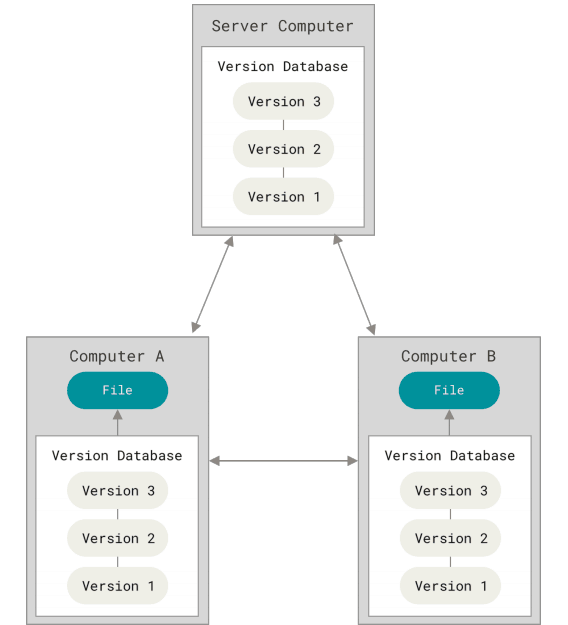 Server Computer
Version Database
Version 3
Version 2
Version 1
Computer A
File
Version Database
Version 3
Version 2
Version 1
Computer B
File
Version Database
Version 3
Version 2
Version 1